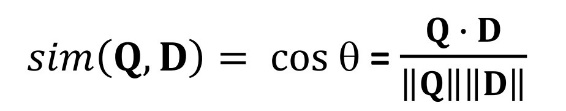 sim(Q, D) = cos θ = Q · D / ‖Q‖‖D‖